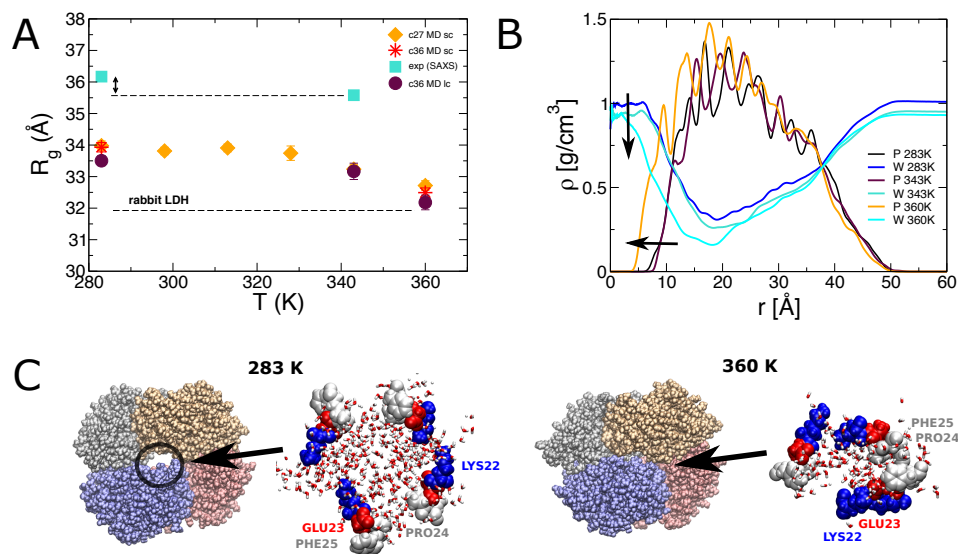 A
R_g (Å)
38
37
36
35
34
33
32
31
30
280
300
320
340
360
T (K)
c27 MD sc
c36 MD sc
exp (SAXS)
c36 MD lc
rabbit LDH
B
ρ [g/cm³]
1.5
1
0.5
0
0
10
20
30
40
50
60
r [Å]
P 283K
W 283K
P 343K
W 343K
P 360K
W 360K
C
283 K
LYS22
GLU23
PRO24
PHE25
360 K
PHE25
PRO24
GLU23
LYS22